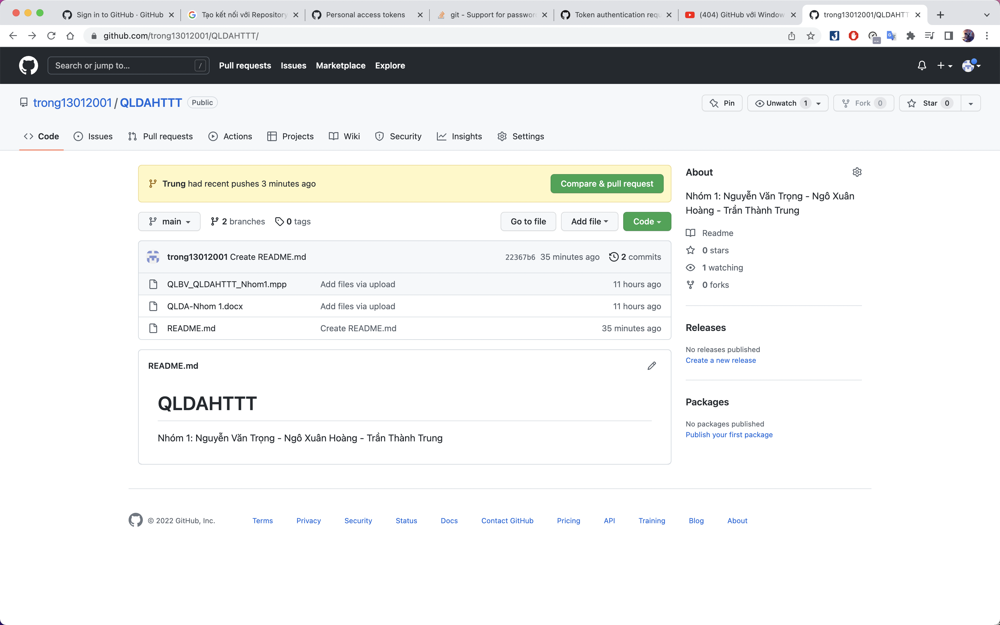 Sign in to GitHub · GitHub
Tạo kết nối với Repository
Personal access tokens
git - Support for password
Token authentication requ
(404) GitHub với Window
trong13012001/QLDAHTT
github.com/trong13012001/QLDAHTTT/
Search or jump to... /
Pull requests Issues Marketplace Explore
trong13012001 / QLDAHTTT Public
Pin
Unwatch 1
Fork 0
Star 0
Code Issues Pull requests Actions Projects Wiki Security Insights Settings
Trung had recent pushes 3 minutes ago
Compare & pull request
main
2 branches
0 tags
Go to file
Add file
Code
trong13012001 Create README.md 22367b6 35 minutes ago 2 commits
QLBV_QLDAHTTT_Nhom1.mpp Add files via upload 11 hours ago
QLDA-Nhom 1.docx Add files via upload 11 hours ago
README.md Create README.md 35 minutes ago
README.md
QLDAHTTT
Nhóm 1: Nguyễn Văn Trọng - Ngô Xuân Hoàng - Trần Thành Trung
About
Nhóm 1: Nguyễn Văn Trọng - Ngô Xuân
Hoàng - Trần Thành Trung
Readme
0 stars
1 watching
0 forks
Releases
No releases published
Create a new release
Packages
No packages published
Publish your first package
© 2022 GitHub, Inc. Terms Privacy Security Status Docs Contact GitHub Pricing API Training Blog About